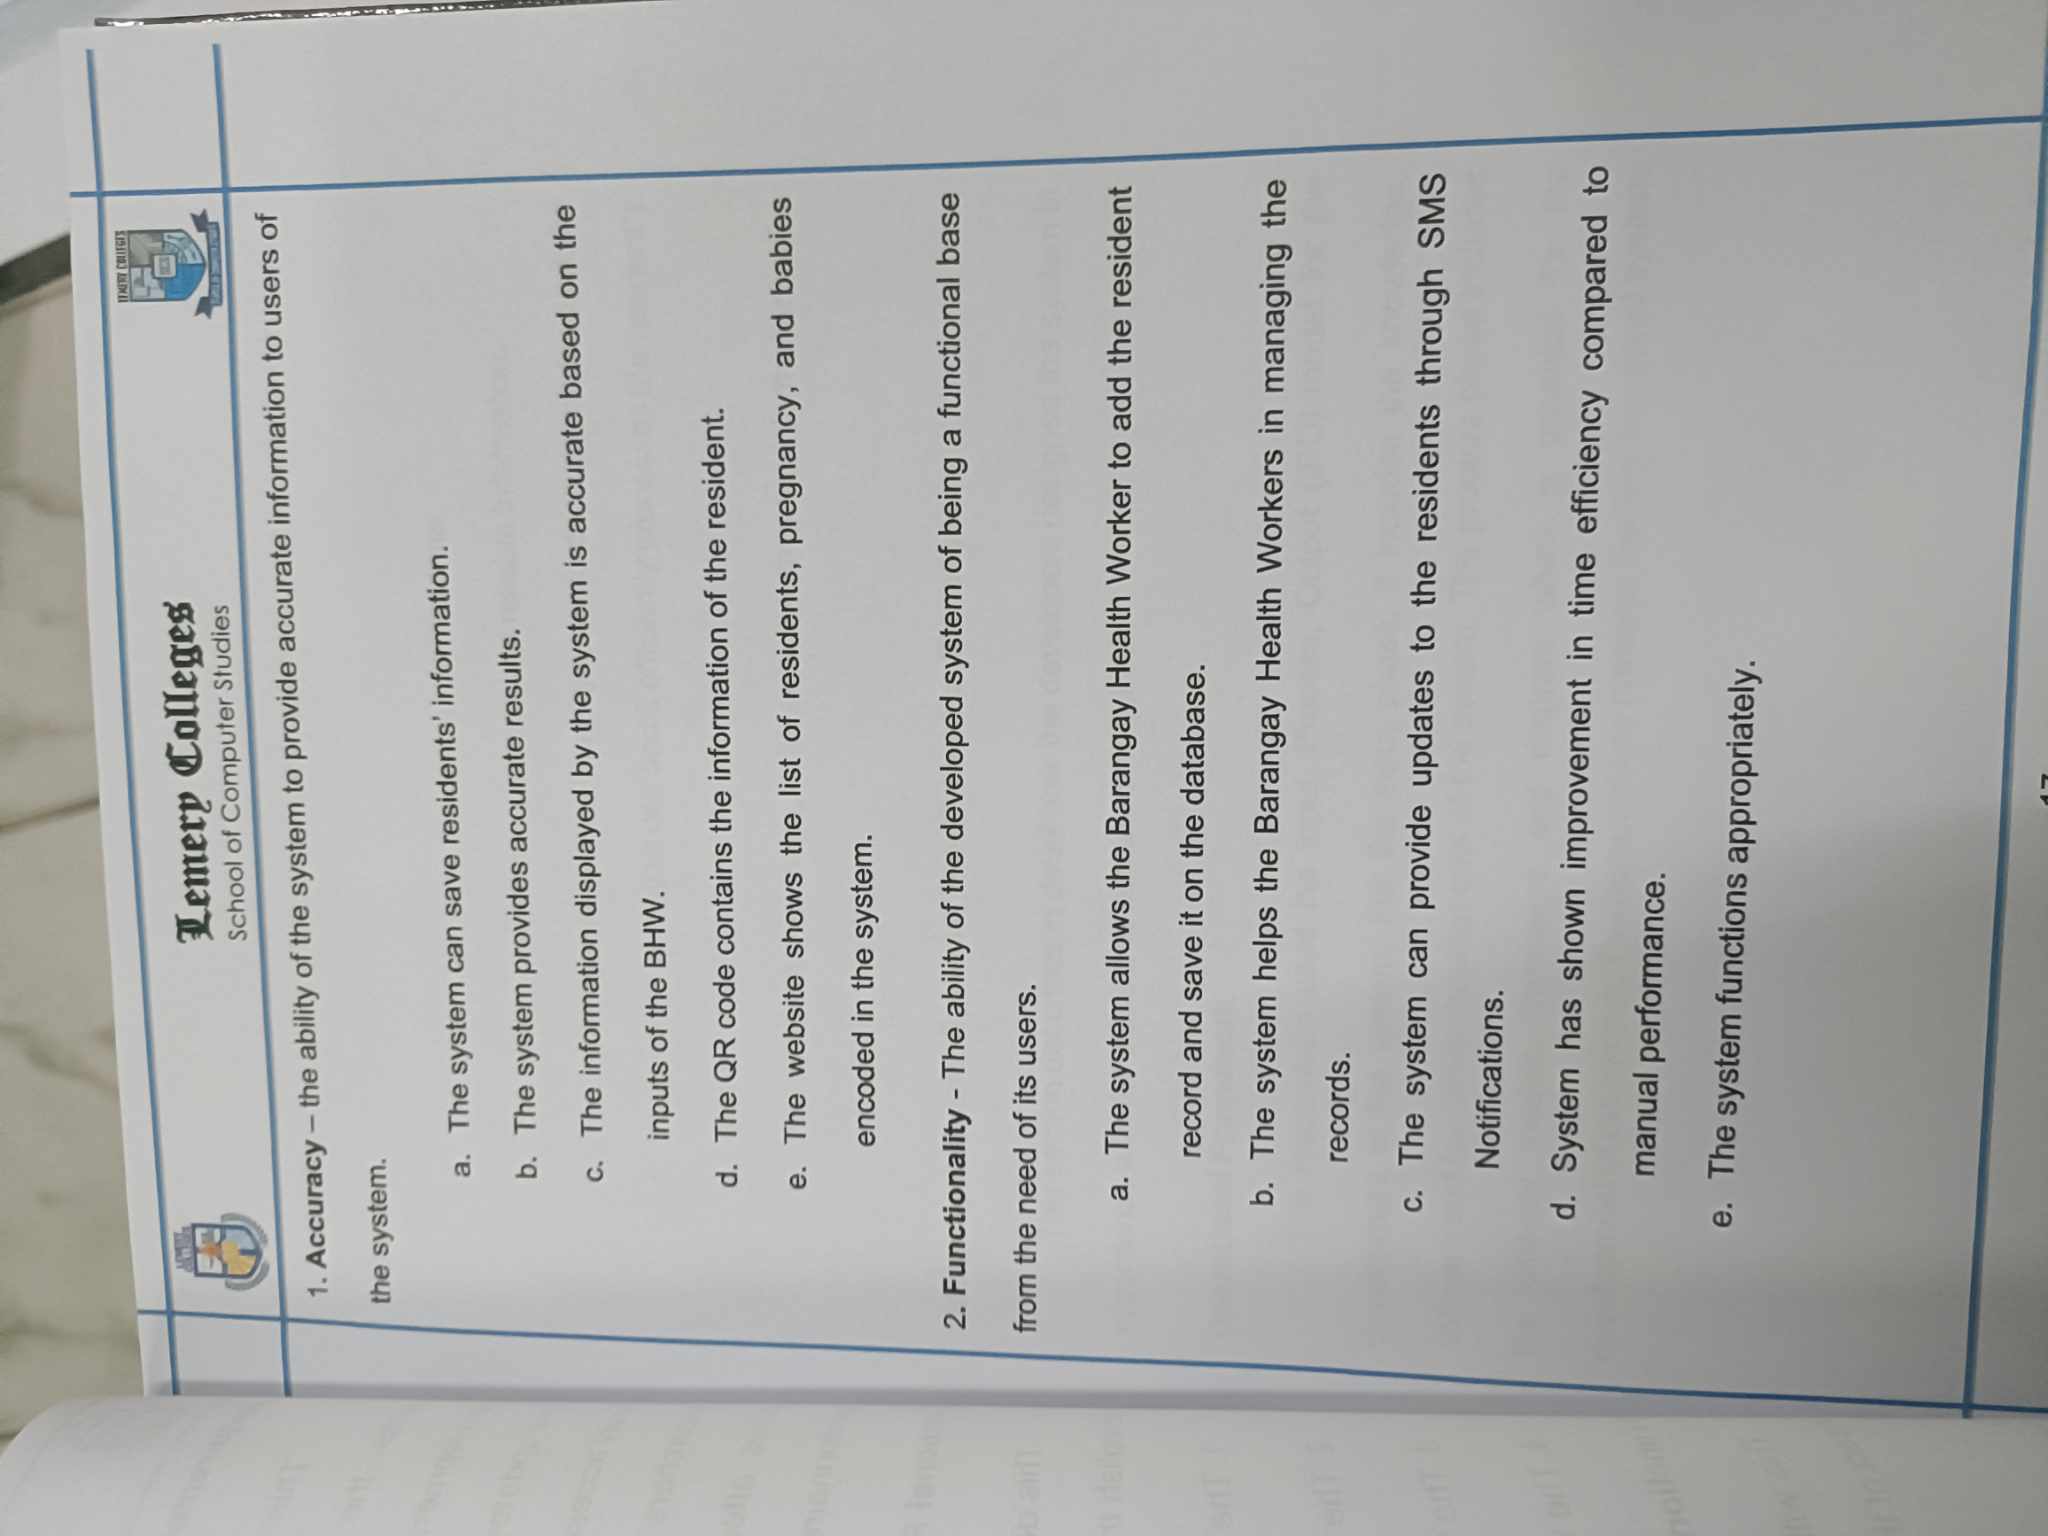 LEMERY COLLEGES
Lemery Colleges
School of Computer Studies
1. Accuracy – the ability of the system to provide accurate information to users of
the system.
a. The system can save residents' information.
b. The system provides accurate results.
c. The information displayed by the system is accurate based on the
inputs of the BHW.
d. The QR code contains the information of the resident.
e. The website shows the list of residents, pregnancy, and babies
encoded in the system.
2. Functionality - The ability of the developed system of being a functional base
from the need of its users.
a. The system allows the Barangay Health Worker to add the resident
record and save it on the database.
b. The system helps the Barangay Health Workers in managing the
records.
c. The system can provide updates to the residents through SMS
Notifications.
d. System has shown improvement in time efficiency compared to
manual performance.
e. The system functions appropriately.
17